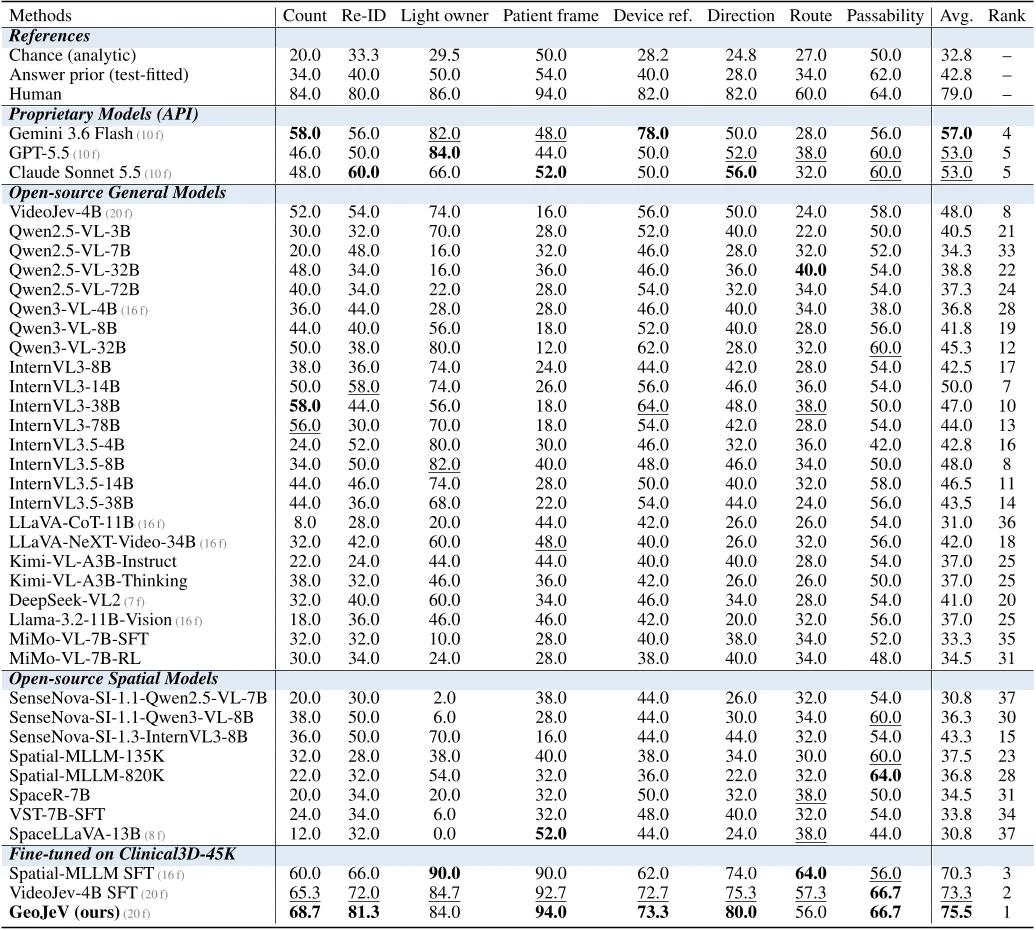 Methods Count Re-ID Light owner Patient frame Device ref. Direction Route Passability Avg. Rank
References
Chance (analytic) 20.0 33.3 29.5 50.0 28.2 24.8 27.0 50.0 32.8 –
Answer prior (test-fitted) 34.0 40.0 50.0 54.0 40.0 28.0 34.0 62.0 42.8 –
Human 84.0 80.0 86.0 94.0 82.0 82.0 60.0 64.0 79.0 –
Proprietary Models (API)
Gemini 3.6 Flash (10 f) 58.0 56.0 82.0 48.0 78.0 50.0 28.0 56.0 57.0 4
GPT-5.5 (10 f) 46.0 50.0 84.0 44.0 50.0 52.0 38.0 60.0 53.0 5
Claude Sonnet 5.5 (10 f) 48.0 60.0 66.0 52.0 50.0 56.0 32.0 60.0 53.0 5
Open-source General Models
VideoJev-4B (20 f) 52.0 54.0 74.0 16.0 56.0 50.0 24.0 58.0 48.0 8
Qwen2.5-VL-3B 30.0 32.0 70.0 28.0 52.0 40.0 22.0 50.0 40.5 21
Qwen2.5-VL-7B 20.0 48.0 16.0 32.0 46.0 28.0 32.0 52.0 34.3 33
Qwen2.5-VL-32B 48.0 34.0 16.0 36.0 46.0 36.0 40.0 54.0 38.8 22
Qwen2.5-VL-72B 40.0 34.0 22.0 28.0 54.0 32.0 34.0 54.0 37.3 24
Qwen3-VL-4B (16 f) 36.0 44.0 28.0 28.0 46.0 40.0 34.0 38.0 36.8 28
Qwen3-VL-8B 44.0 40.0 56.0 18.0 52.0 40.0 28.0 56.0 41.8 19
Qwen3-VL-32B 50.0 38.0 80.0 12.0 62.0 28.0 32.0 60.0 45.3 12
InternVL3-8B 38.0 36.0 74.0 24.0 44.0 42.0 28.0 54.0 42.5 17
InternVL3-14B 50.0 58.0 74.0 26.0 56.0 46.0 36.0 54.0 50.0 7
InternVL3-38B 58.0 44.0 56.0 18.0 64.0 48.0 38.0 50.0 47.0 10
InternVL3-78B 56.0 30.0 70.0 18.0 54.0 42.0 28.0 54.0 44.0 13
InternVL3.5-4B 24.0 52.0 80.0 30.0 46.0 32.0 36.0 42.0 42.8 16
InternVL3.5-8B 34.0 50.0 82.0 40.0 48.0 46.0 34.0 50.0 48.0 8
InternVL3.5-14B 44.0 46.0 74.0 28.0 50.0 40.0 32.0 58.0 46.5 11
InternVL3.5-38B 44.0 36.0 68.0 22.0 54.0 44.0 24.0 56.0 43.5 14
LLaVA-CoT-11B (16 f) 8.0 28.0 20.0 44.0 42.0 26.0 26.0 54.0 31.0 36
LLaVA-NeXT-Video-34B (16 f) 32.0 42.0 60.0 48.0 40.0 26.0 32.0 56.0 42.0 18
Kimi-VL-A3B-Instruct 22.0 24.0 44.0 44.0 40.0 40.0 28.0 54.0 37.0 25
Kimi-VL-A3B-Thinking 38.0 32.0 46.0 36.0 42.0 26.0 26.0 50.0 37.0 25
DeepSeek-VL2 (7 f) 32.0 40.0 60.0 34.0 46.0 34.0 28.0 54.0 41.0 20
Llama-3.2-11B-Vision (16 f) 18.0 36.0 46.0 46.0 42.0 20.0 32.0 56.0 37.0 25
MiMo-VL-7B-SFT 32.0 32.0 10.0 28.0 40.0 38.0 34.0 52.0 33.3 35
MiMo-VL-7B-RL 30.0 34.0 24.0 28.0 38.0 40.0 34.0 48.0 34.5 31
Open-source Spatial Models
SenseNova-SI-1.1-Qwen2.5-VL-7B 20.0 30.0 2.0 38.0 44.0 26.0 32.0 54.0 30.8 37
SenseNova-SI-1.1-Qwen3-VL-8B 38.0 50.0 6.0 28.0 44.0 30.0 34.0 60.0 36.3 30
SenseNova-SI-1.3-InternVL3-8B 36.0 50.0 70.0 16.0 44.0 44.0 32.0 54.0 43.3 15
Spatial-MLLM-135K 32.0 28.0 38.0 40.0 38.0 34.0 30.0 60.0 37.5 23
Spatial-MLLM-820K 22.0 32.0 54.0 32.0 36.0 22.0 32.0 64.0 36.8 28
SpaceR-7B 20.0 34.0 20.0 32.0 50.0 32.0 38.0 50.0 34.5 31
VST-7B-SFT 24.0 34.0 6.0 32.0 48.0 40.0 32.0 54.0 33.8 34
SpaceLLaVA-13B (8 f) 12.0 32.0 0.0 52.0 44.0 24.0 38.0 44.0 30.8 37
Fine-tuned on Clinical3D-45K
Spatial-MLLM SFT (16 f) 60.0 66.0 90.0 90.0 62.0 74.0 64.0 56.0 70.3 3
VideoJev-4B SFT (20 f) 65.3 72.0 84.7 92.7 72.7 75.3 57.3 66.7 73.3 2
GeoJeV (ours) (20 f) 68.7 81.3 84.0 94.0 73.3 80.0 56.0 66.7 75.5 1